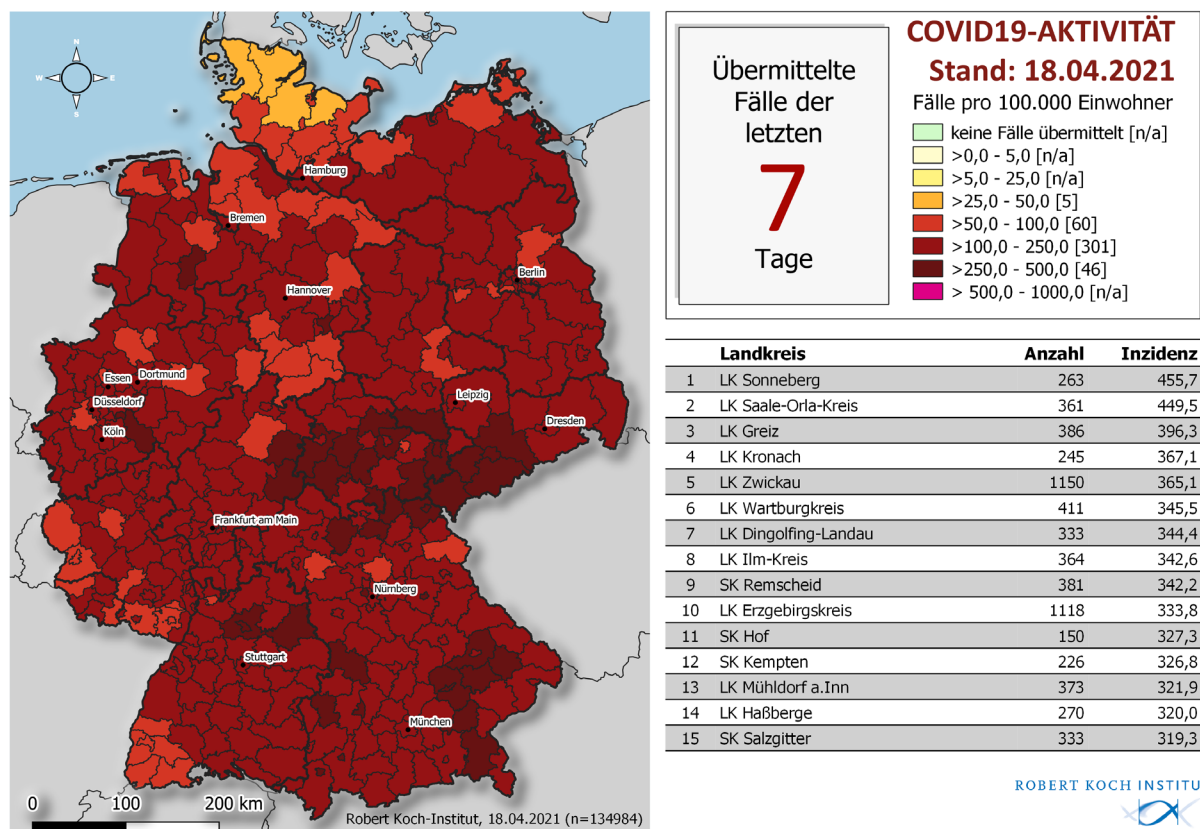 N
W E
S
Hamburg
Bremen
Berlin
Hannover
Essen
Dortmund
Düsseldorf
Leipzig
Köln
Dresden
Frankfurt am Main
Nürnberg
Stuttgart
München
0 100 200 km
Robert Koch-Institut, 18.04.2021 (n=134984)
Übermittelte
Fälle der
letzten
7
Tage
COVID19-AKTIVITÄT
Stand: 18.04.2021
Fälle pro 100.000 Einwohner
keine Fälle übermittelt [n/a]
>0,0 - 5,0 [n/a]
>5,0 - 25,0 [n/a]
>25,0 - 50,0 [5]
>50,0 - 100,0 [60]
>100,0 - 250,0 [301]
>250,0 - 500,0 [46]
> 500,0 - 1000,0 [n/a]
Landkreis Anzahl Inzidenz
1 LK Sonneberg 263 455,7
2 LK Saale-Orla-Kreis 361 449,5
3 LK Greiz 386 396,3
4 LK Kronach 245 367,1
5 LK Zwickau 1150 365,1
6 LK Wartburgkreis 411 345,5
7 LK Dingolfing-Landau 333 344,4
8 LK Ilm-Kreis 364 342,6
9 SK Remscheid 381 342,2
10 LK Erzgebirgskreis 1118 333,8
11 SK Hof 150 327,3
12 SK Kempten 226 326,8
13 LK Mühldorf a.Inn 373 321,9
14 LK Haßberge 270 320,0
15 SK Salzgitter 333 319,3
ROBERT KOCH INSTITU